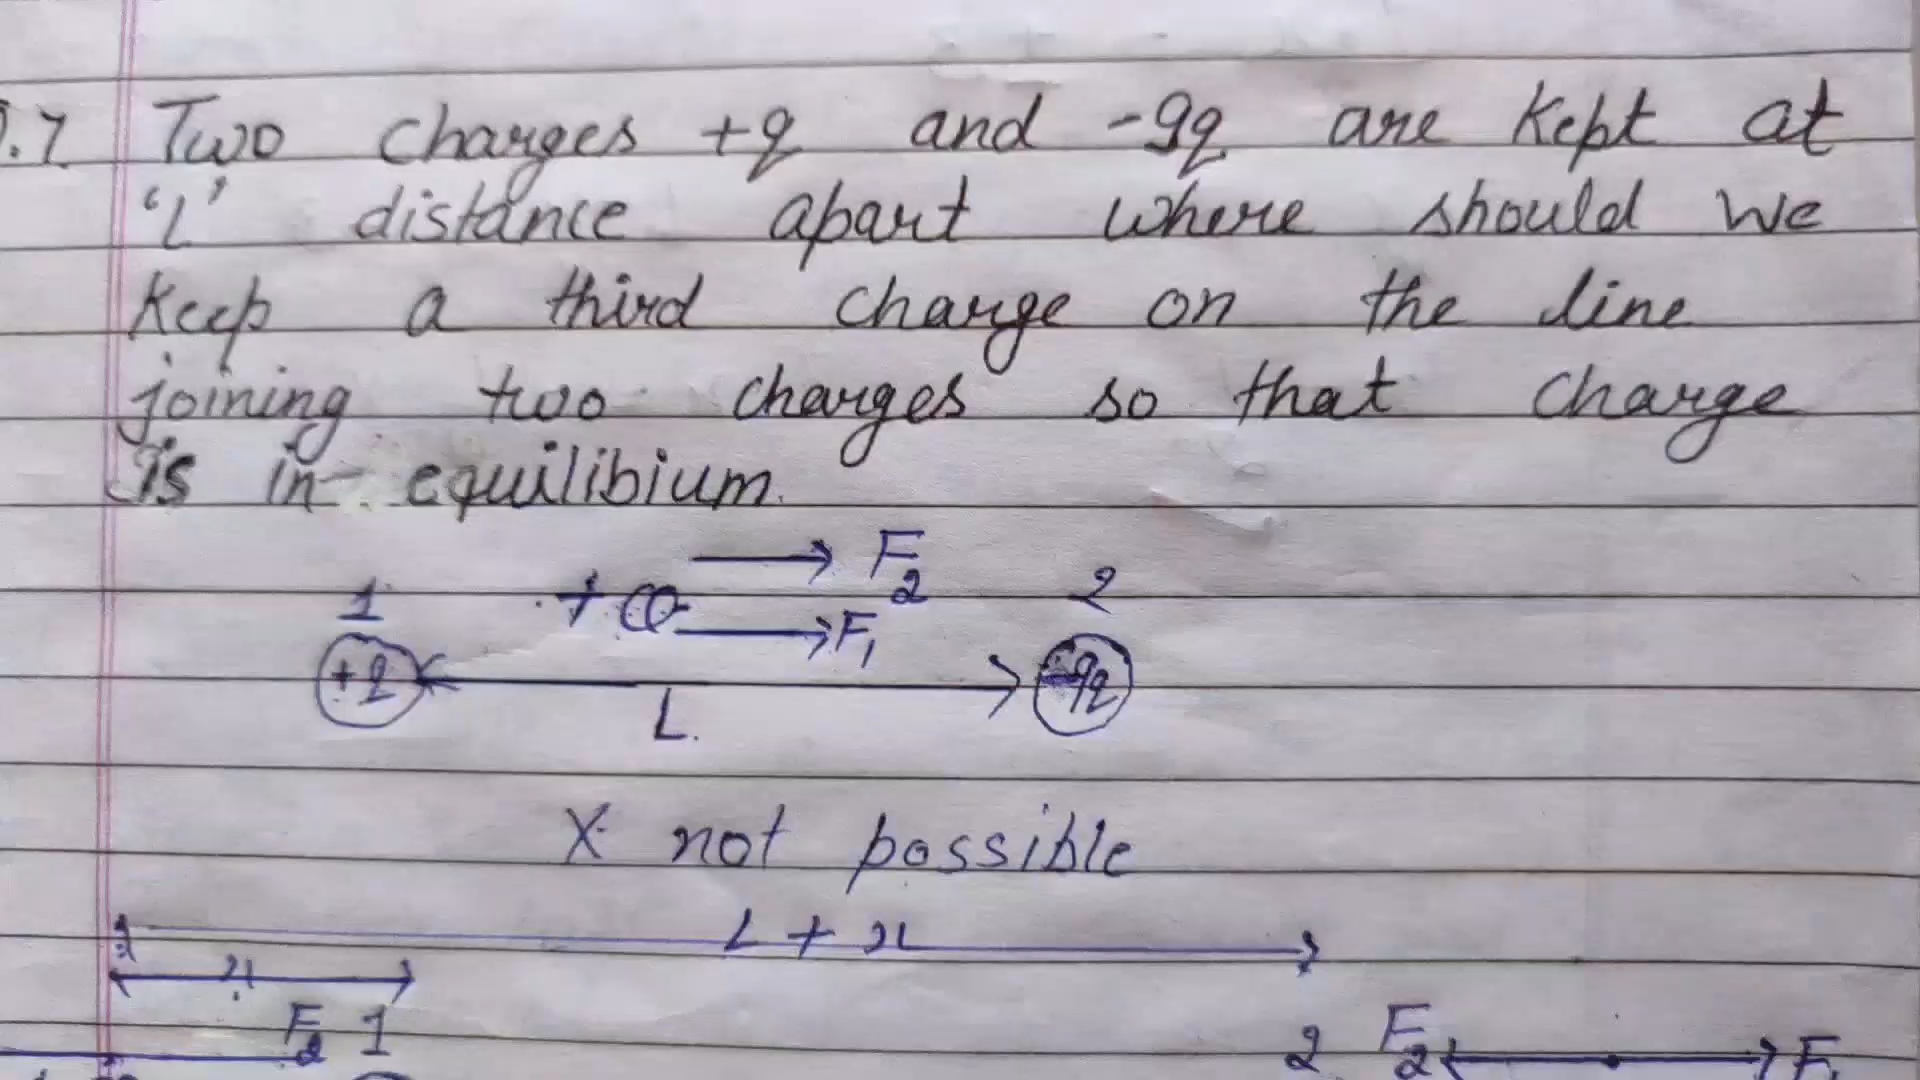 .7 Two charges +q and -9q are kept at
'L' distance apart where should we
keep a third charge on the line
joining two charges so that charge
is in equilibium.
→ F2
1 +Q → F1 2
+q L -9q
X not possible
L + x
x
F2 1
2 F2 F1